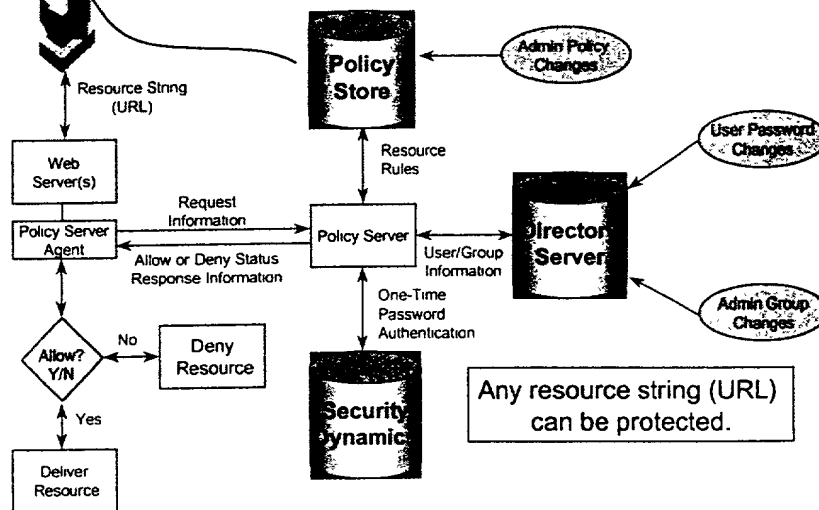 Policy
Store
Admin Policy
Changes
Resource String
(URL)
User Password
Changes
Web
Server(s)
Resource
Rules
Request
Information
Policy Server
Agent
Policy Server
Director
Server
Allow or Deny Status
Response Information
User/Group
Information
One-Time
Password
Authentication
Admin Group
Changes
Allow?
Y/N
No
Deny
Resource
Yes
Security
Dynamic
Any resource string (URL)
can be protected.
Deliver
Resource